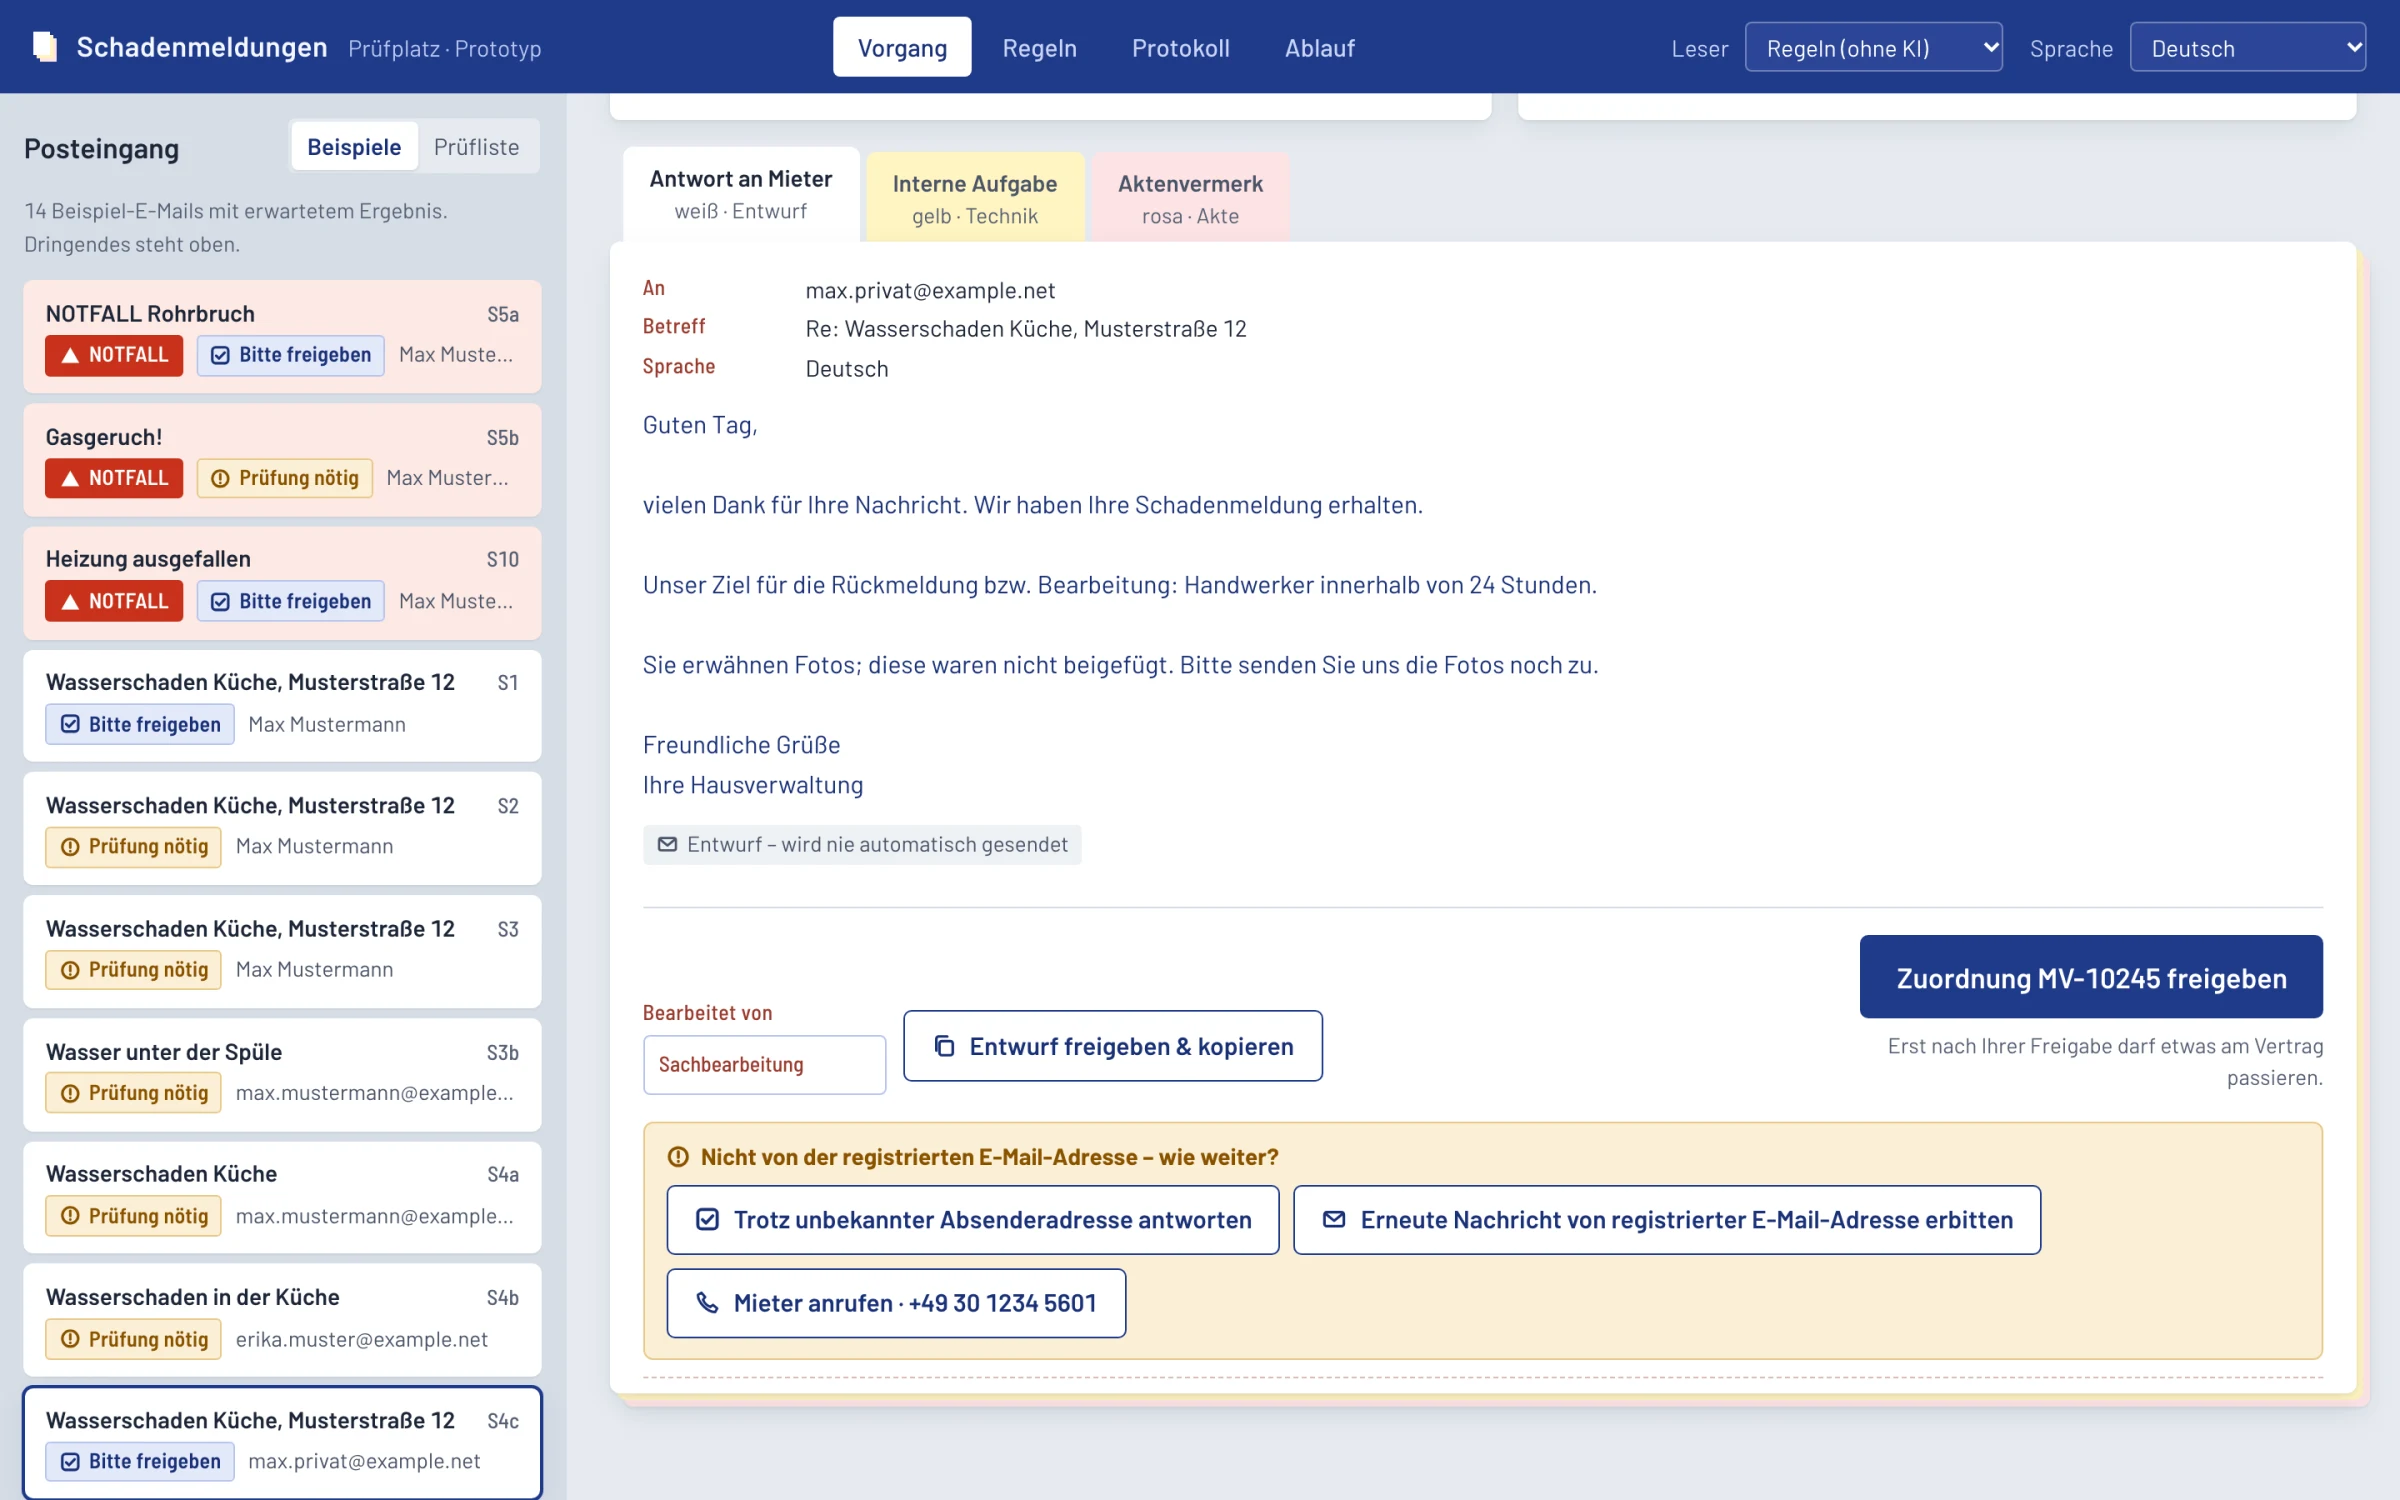 Schadenmeldungen Prüfplatz · Prototyp
Vorgang Regeln Protokoll Ablauf
Leser Regeln (ohne KI) Sprache Deutsch
Posteingang
Beispiele Prüfliste
14 Beispiel-E-Mails mit erwartetem Ergebnis.
Dringendes steht oben.
NOTFALL Rohrbruch S5a
NOTFALL Bitte freigeben Max Muste...
Gasgeruch! S5b
NOTFALL Prüfung nötig Max Muster...
Heizung ausgefallen S10
NOTFALL Bitte freigeben Max Muste...
Wasserschaden Küche, Musterstraße 12 S1
Bitte freigeben Max Mustermann
Wasserschaden Küche, Musterstraße 12 S2
Prüfung nötig Max Mustermann
Wasserschaden Küche, Musterstraße 12 S3
Prüfung nötig Max Mustermann
Wasser unter der Spüle S3b
Prüfung nötig max.mustermann@example...
Wasserschaden Küche S4a
Prüfung nötig max.mustermann@example...
Wasserschaden in der Küche S4b
Prüfung nötig erika.muster@example.net
Wasserschaden Küche, Musterstraße 12 S4c
Bitte freigeben max.privat@example.net
Antwort an Mieter
weiß · Entwurf
Interne Aufgabe
gelb · Technik
Aktenvermerk
rosa · Akte
An max.privat@example.net
Betreff Re: Wasserschaden Küche, Musterstraße 12
Sprache Deutsch
Guten Tag,
vielen Dank für Ihre Nachricht. Wir haben Ihre Schadenmeldung erhalten.
Unser Ziel für die Rückmeldung bzw. Bearbeitung: Handwerker innerhalb von 24 Stunden.
Sie erwähnen Fotos; diese waren nicht beigefügt. Bitte senden Sie uns die Fotos noch zu.
Freundliche Grüße
Ihre Hausverwaltung
Entwurf – wird nie automatisch gesendet
Bearbeitet von
Sachbearbeitung
Entwurf freigeben & kopieren
Zuordnung MV-10245 freigeben
Erst nach Ihrer Freigabe darf etwas am Vertrag
passieren.
Nicht von der registrierten E-Mail-Adresse – wie weiter?
Trotz unbekannter Absenderadresse antworten
Erneute Nachricht von registrierter E-Mail-Adresse erbitten
Mieter anrufen · +49 30 1234 5601